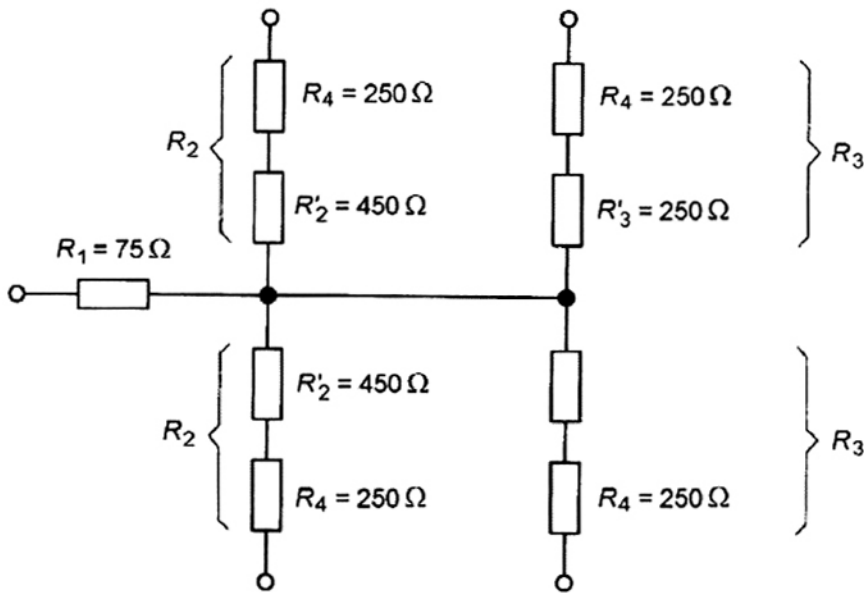 R4 = 250 Ω
R4 = 250 Ω
R2
R3
R'2 = 450 Ω
R'3 = 250 Ω
R1 = 75 Ω
R'2 = 450 Ω
R2
R3
R4 = 250 Ω
R4 = 250 Ω